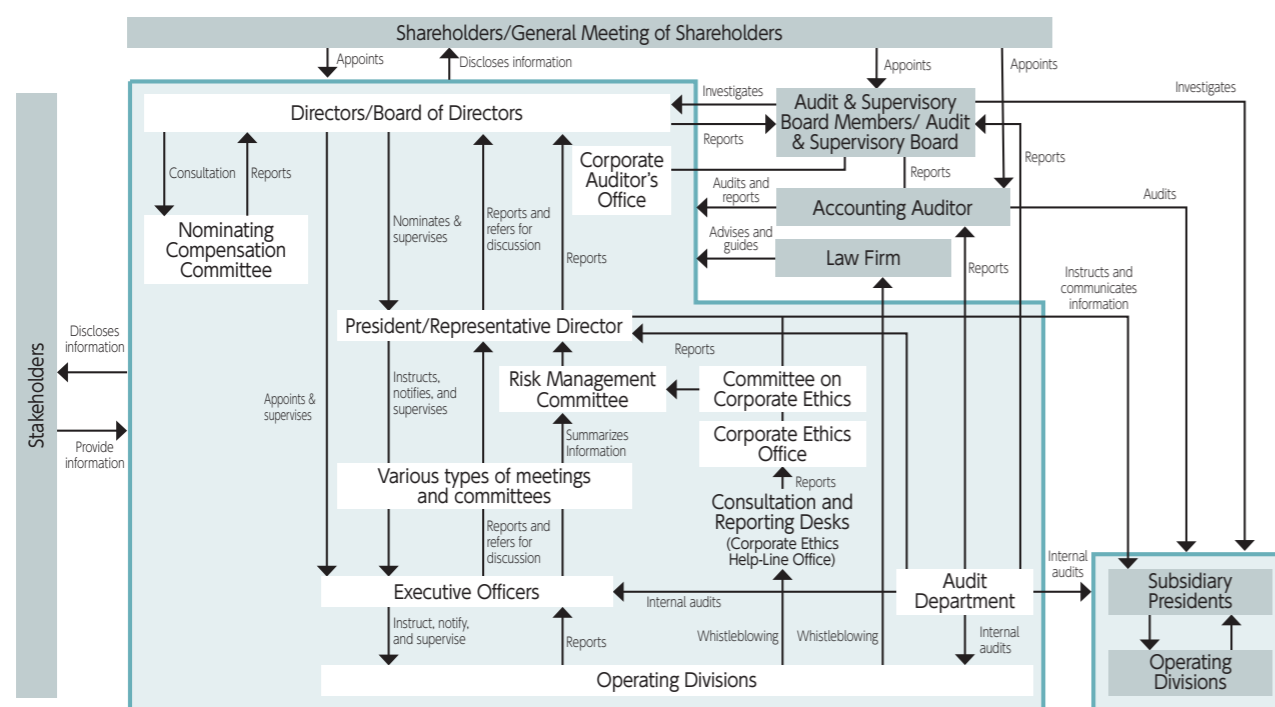 Shareholders/General Meeting of Shareholders
Appoints
Discloses information
Appoints
Appoints
Directors/Board of Directors
Investigates
Reports
Audit & Supervisory
Board Members/ Audit
& Supervisory Board
Investigates
Reports
Consultation
Reports
Corporate
Auditor's
Office
Reports
Audits and
reports
Accounting Auditor
Audits
Nominating
Compensation
Committee
Nominates &
supervises
Reports and
refers for
discussion
Reports
Advises and
guides
Law Firm
Reports
Instructs and
communicates
information
Stakeholders
Discloses
information
Provide
information
President/Representative Director
Reports
Appoints &
supervises
Instructs,
notifies, and
supervises
Risk Management
Committee
Committee on
Corporate Ethics
Summarizes
Information
Corporate Ethics
Office
Various types of meetings
and committees
Reports
Consultation and
Reporting Desks
(Corporate Ethics
Help-Line Office)
Reports and
refers for
discussion
Executive Officers
Internal audits
Audit
Department
Internal
audits
Subsidiary
Presidents
Instruct, notify,
and supervise
Reports
Whistleblowing
Whistleblowing
Internal
audits
Operating Divisions
Operating
Divisions